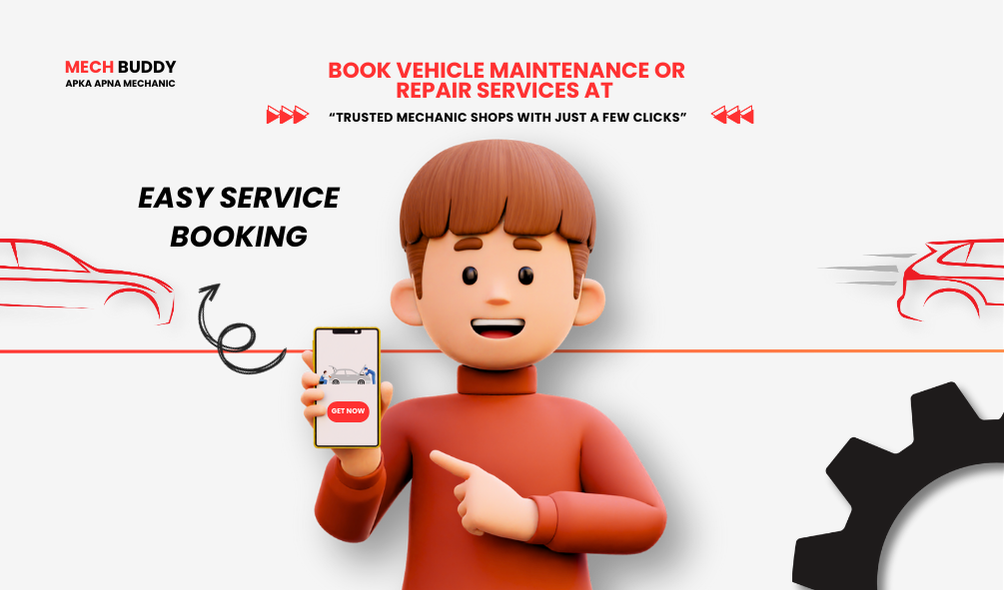 MECH BUDDY
APKA APNA MECHANIC
BOOK VEHICLE MAINTENANCE OR
REPAIR SERVICES AT
“TRUSTED MECHANIC SHOPS WITH JUST A FEW CLICKS”
EASY SERVICE
BOOKING
GET NOW